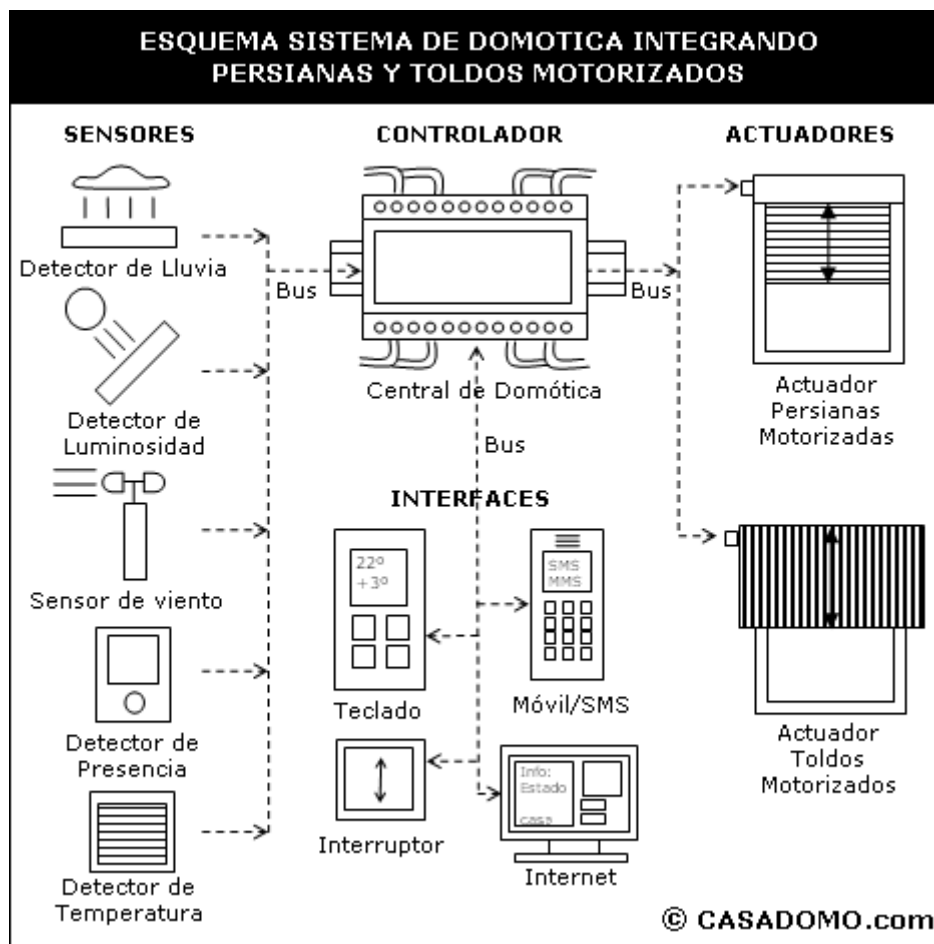 ESQUEMA SISTEMA DE DOMOTICA INTEGRANDO
PERSIANAS Y TOLDOS MOTORIZADOS
SENSORES
Detector de Lluvia
Detector de
Luminosidad
Sensor de viento
Detector de
Presencia
Detector de
Temperatura
CONTROLADOR
Bus
Bus
Central de Domótica
Bus
INTERFACES
22º
+3º
Teclado
SMS
MMS
Móvil/SMS
Interruptor
Info:
Estado
casa
Internet
ACTUADORES
Actuador
Persianas
Motorizadas
Actuador
Toldos
Motorizados
© CASADOMO.com